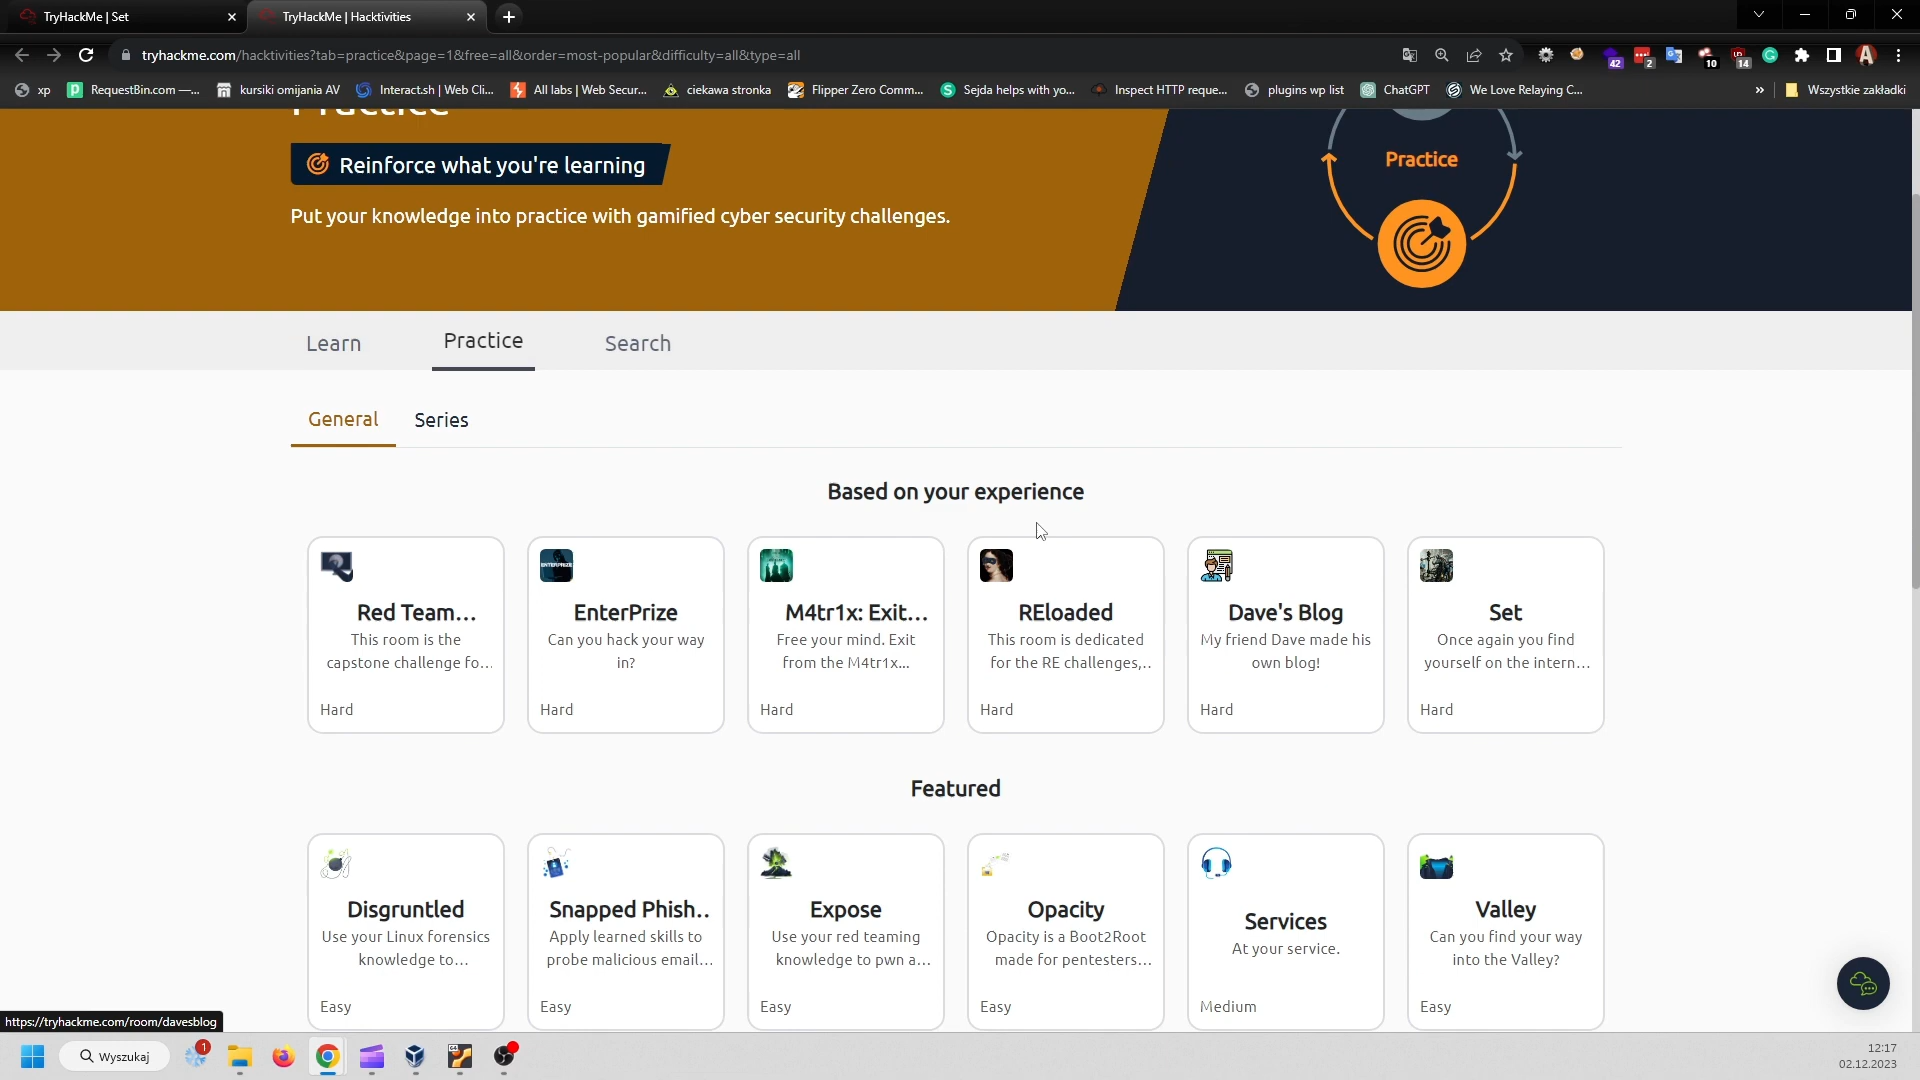 TryHackMe | Set
TryHackMe | Hacktivities
tryhackme.com/hacktivities?tab=practice&page=1&free=all&order=most-popular&difficulty=all&type=all
42
2
10
14
xp
RequestBin.com —...
kursiki omijania AV
Interact.sh | Web Cli...
All labs | Web Secur...
ciekawa stronka
Flipper Zero Comm...
Sejda helps with yo...
Inspect HTTP reque...
plugins wp list
ChatGPT
We Love Relaying C...
»
Wszystkie zakładki
Practice
Reinforce what you're learning
Put your knowledge into practice with gamified cyber security challenges.
Practice
Learn
Practice
Search
General
Series
Based on your experience
Red Team...
This room is the
capstone challenge fo...
Hard
EnterPrize
Can you hack your way
in?
Hard
M4tr1x: Exit...
Free your mind. Exit
from the M4tr1x...
Hard
REloaded
This room is dedicated
for the RE challenges,..
Hard
Dave's Blog
My friend Dave made his
own blog!
Hard
Set
Once again you find
yourself on the intern...
Hard
Featured
Disgruntled
Use your Linux forensics
knowledge to...
Easy
Snapped Phish..
Apply learned skills to
probe malicious email...
Easy
Expose
Use your red teaming
knowledge to pwn a...
Easy
Opacity
Opacity is a Boot2Root
made for pentesters...
Easy
Services
At your service.
Medium
Valley
Can you find your way
into the Valley?
Easy
https://tryhackme.com/room/davesblog
Wyszukaj
1
64
12:17
02.12.2023